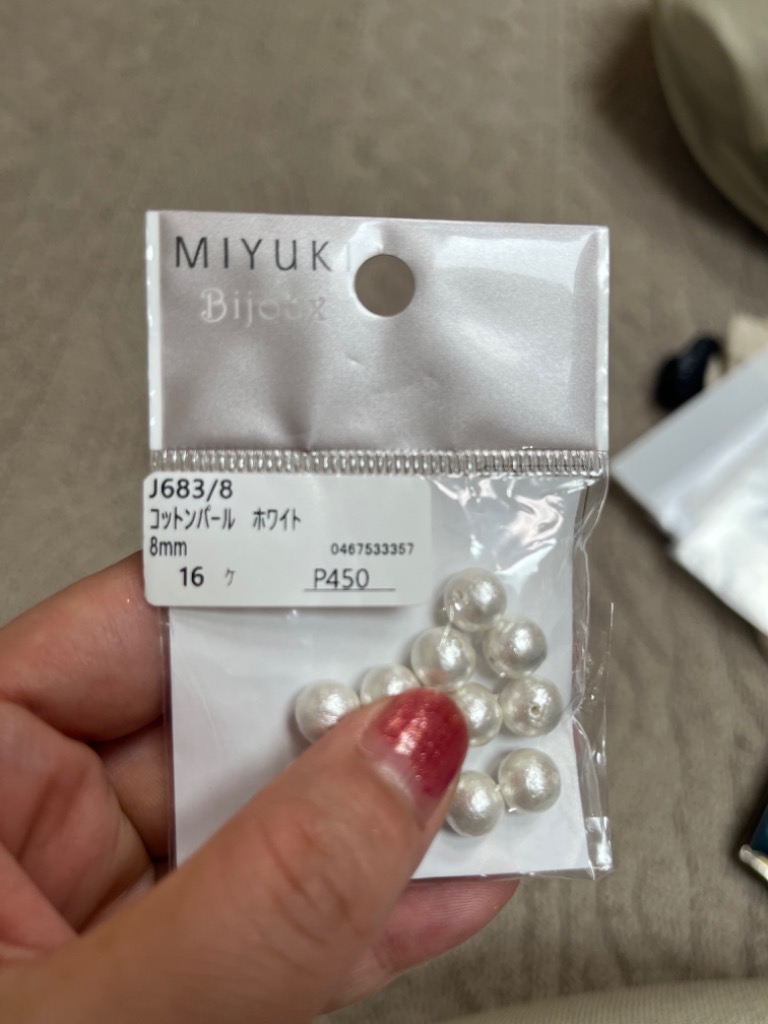 MIYUKI
Bijoux
J683/8
コットンパール　ホワイト
8mm
0467533357
16 ケ
P450